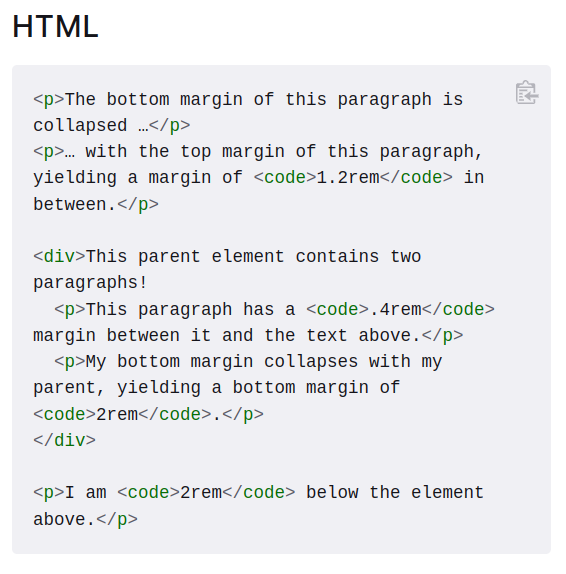 HTML
<p>The bottom margin of this paragraph is
collapsed …</p>
<p>… with the top margin of this paragraph,
yielding a margin of <code>1.2rem</code> in
between.</p>
<div>This parent element contains two
paragraphs!
  <p>This paragraph has a <code>.4rem</code>
margin between it and the text above.</p>
  <p>My bottom margin collapses with my
parent, yielding a bottom margin of
<code>2rem</code>.</p>
</div>
<p>I am <code>2rem</code> below the element
above.</p>